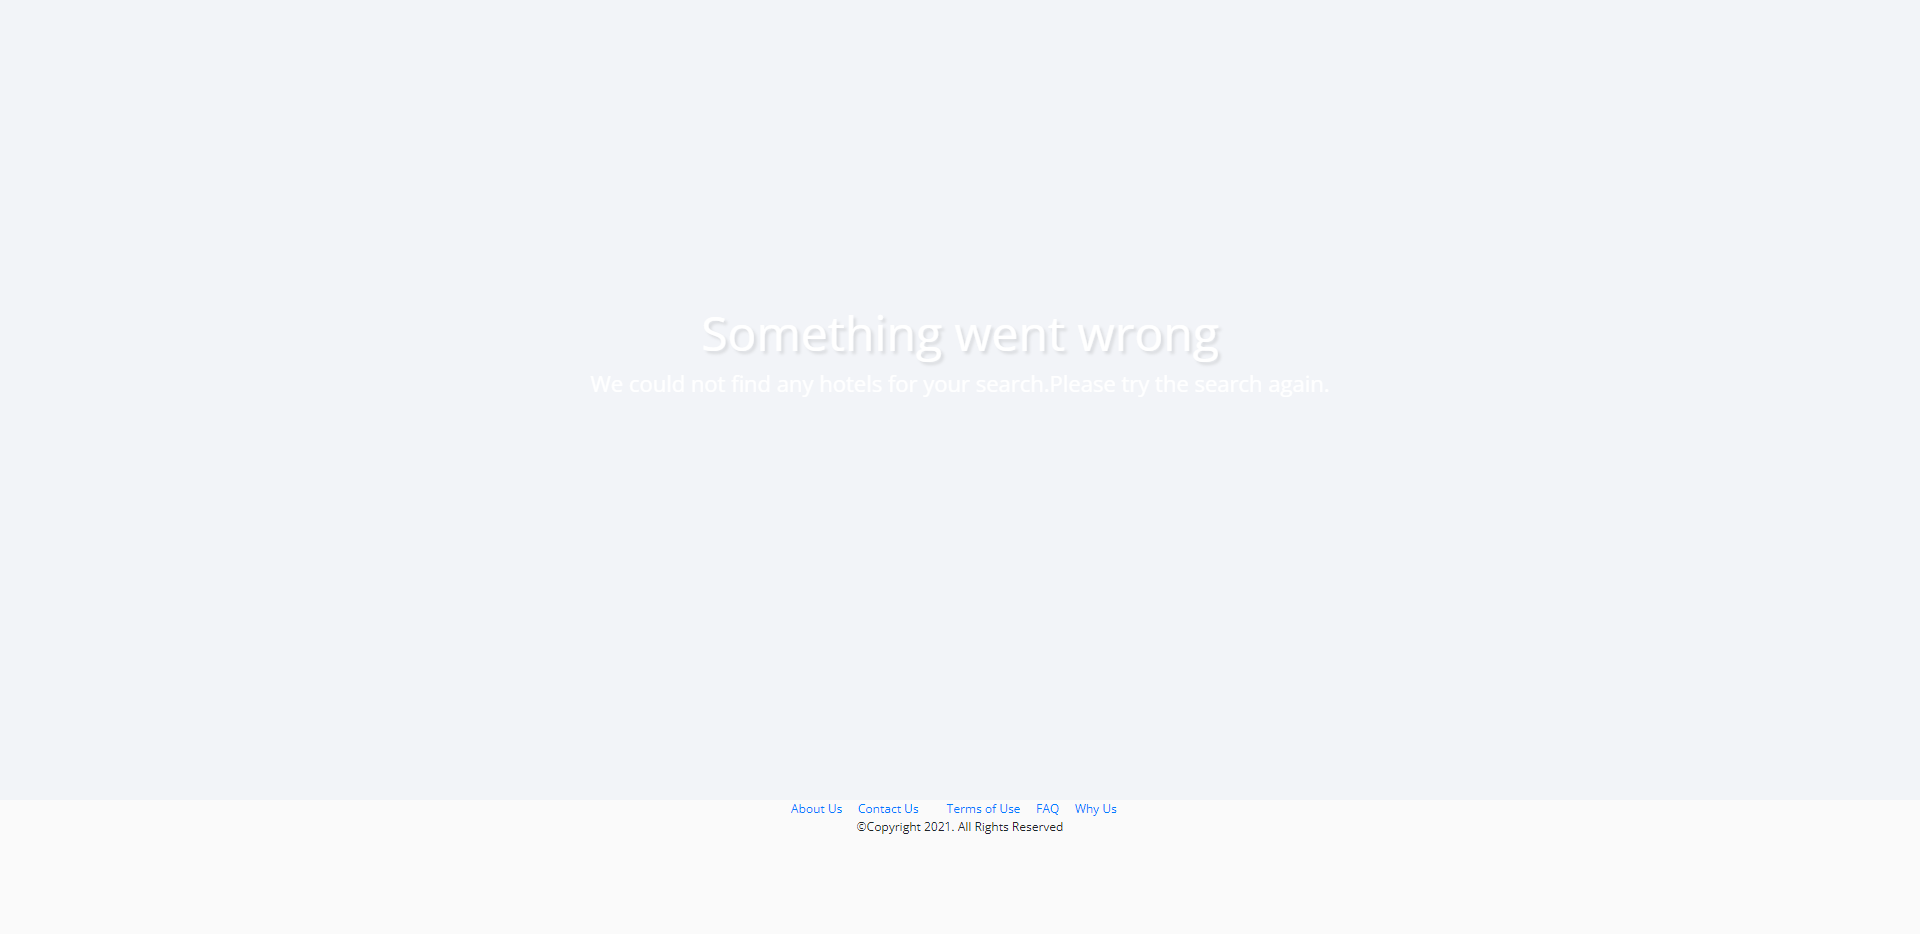 Something went wrong
We could not find any hotels for your search.Please try the search again.
About Us Contact Us Terms of Use FAQ Why Us
©Copyright 2021. All Rights Reserved